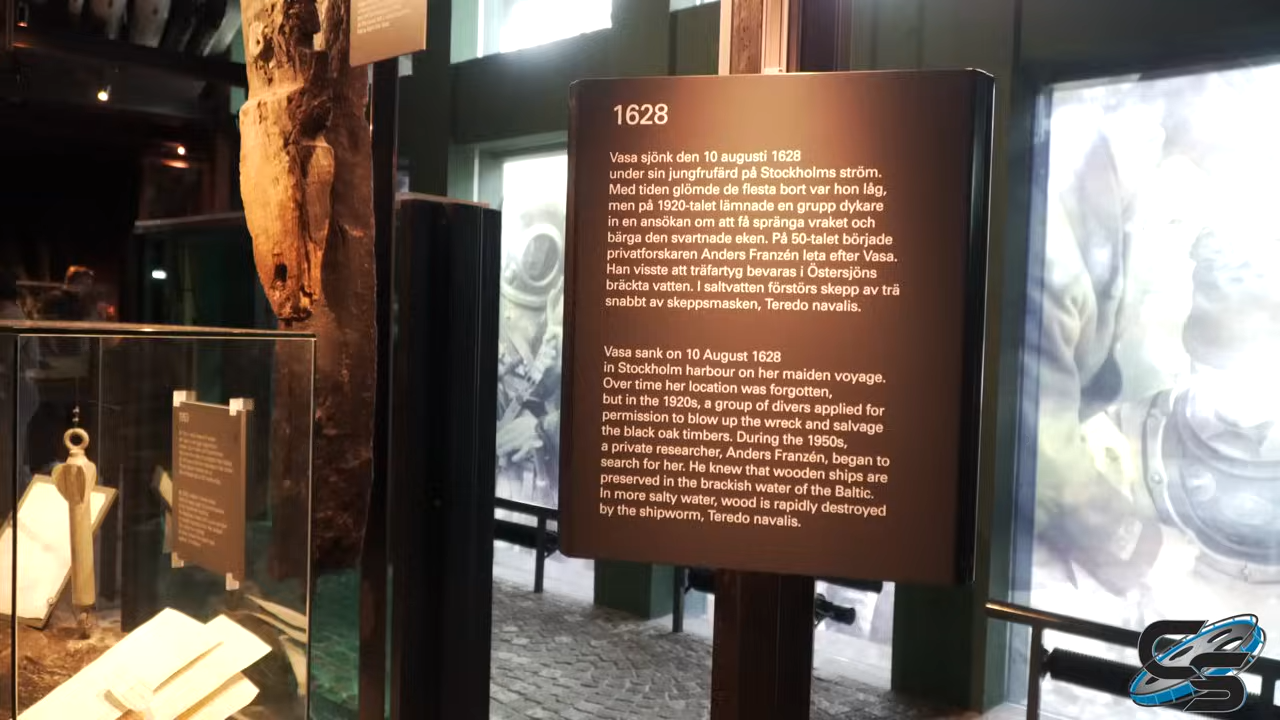 1628
Vasa sjönk den 10 augusti 1628
under sin jungfrufärd på Stockholms ström.
Med tiden glömde de flesta bort var hon låg,
men på 1920-talet lämnade en grupp dykare
in en ansökan om att få spränga vraket och
bärga den svartnade eken. På 50-talet började
privatforskaren Anders Franzén leta efter Vasa.
Han visste att träfartyg bevaras i Östersjöns
bräckta vatten. I saltvatten förstörs skepp av trä
snabbt av skeppsmasken, Teredo navalis.
Vasa sank on 10 August 1628
in Stockholm harbour on her maiden voyage.
Over time her location was forgotten,
but in the 1920s, a group of divers applied for
permission to blow up the wreck and salvage
the black oak timbers. During the 1950s,
a private researcher, Anders Franzén, began to
search for her. He knew that wooden ships are
preserved in the brackish water of the Baltic.
In more salty water, wood is rapidly destroyed
by the shipworm, Teredo navalis.